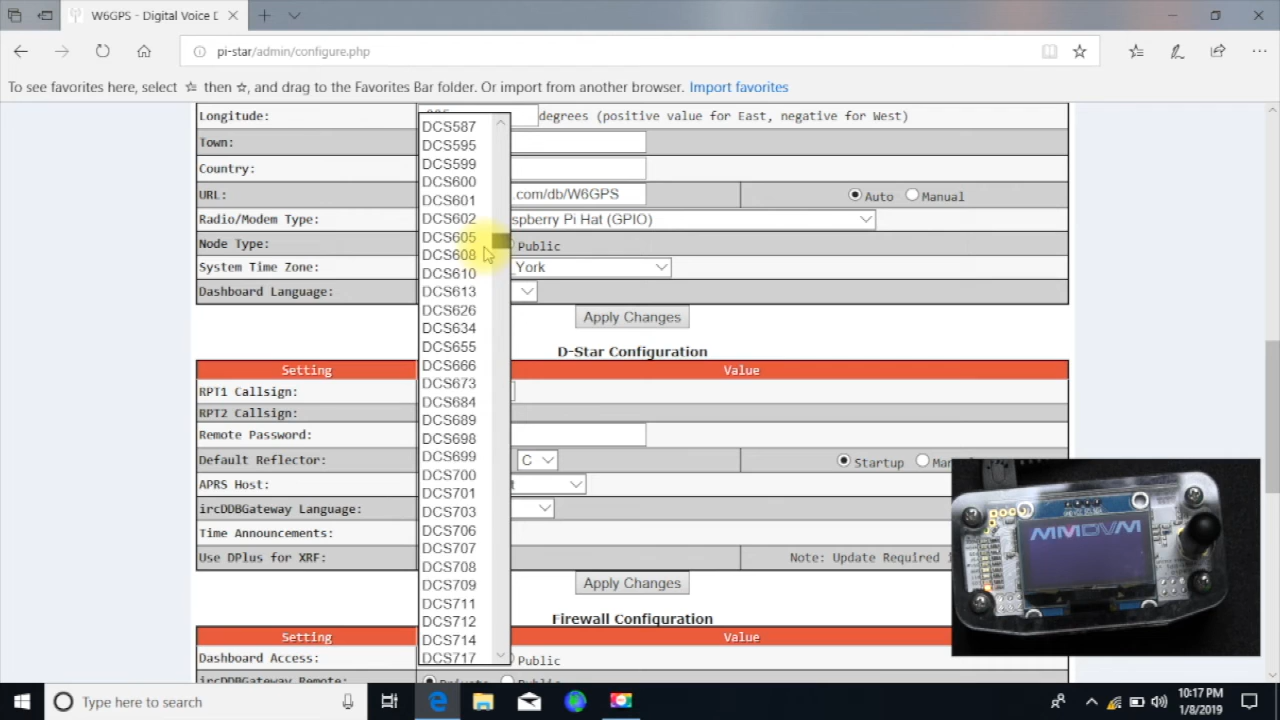 W6GPS - Digital Voice D
pi-star/admin/configure.php
To see favorites here, select then, and drag to the Favorites Bar folder. Or import from another browser. Import favorites
Longitude: degrees (positive value for East, negative for West)
Town:
Country:
URL: .com/db/W6GPS Auto Manual
Radio/Modem Type: spberry Pi Hat (GPIO)
Node Type: Public
System Time Zone: _York
Dashboard Language:
Apply Changes
DCS587
DCS595
DCS599
DCS600
DCS601
DCS602
DCS605
DCS608
DCS610
DCS613
DCS626
DCS634
DCS655
DCS666
DCS673
DCS684
DCS689
DCS698
DCS699
DCS700
DCS701
DCS703
DCS706
DCS707
DCS708
DCS709
DCS711
DCS712
DCS714
DCS717
D-Star Configuration
Setting Value
RPT1 Callsign:
RPT2 Callsign:
Remote Password:
Default Reflector: C Startup Man
APRS Host: t
ircDDBGateway Language:
Time Announcements:
Use DPlus for XRF: Note: Update Required
Apply Changes
MMDVM
Firewall Configuration
Setting Value
Dashboard Access: Public
ircDDBGateway Remote: Private Public
Type here to search
10:17 PM
1/8/2019